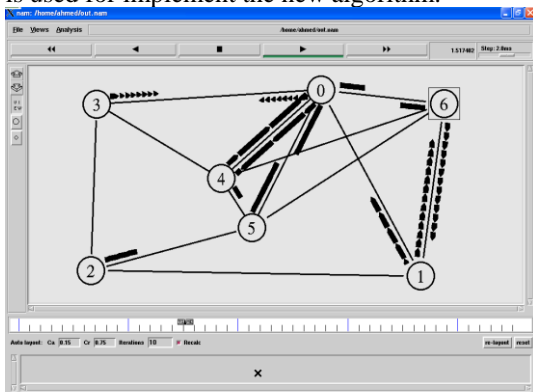 is used for implement the new algorithm.
nam: /home/ahmed/out.nam
File Views Analysis /home/ahmed/out.nam
1.517402 Step: 2.0ms
0
3
6
4
5
2
1
Auto layout: Ca 0.15 Cr 0.75 Iterations 10 Recalc re-layout reset